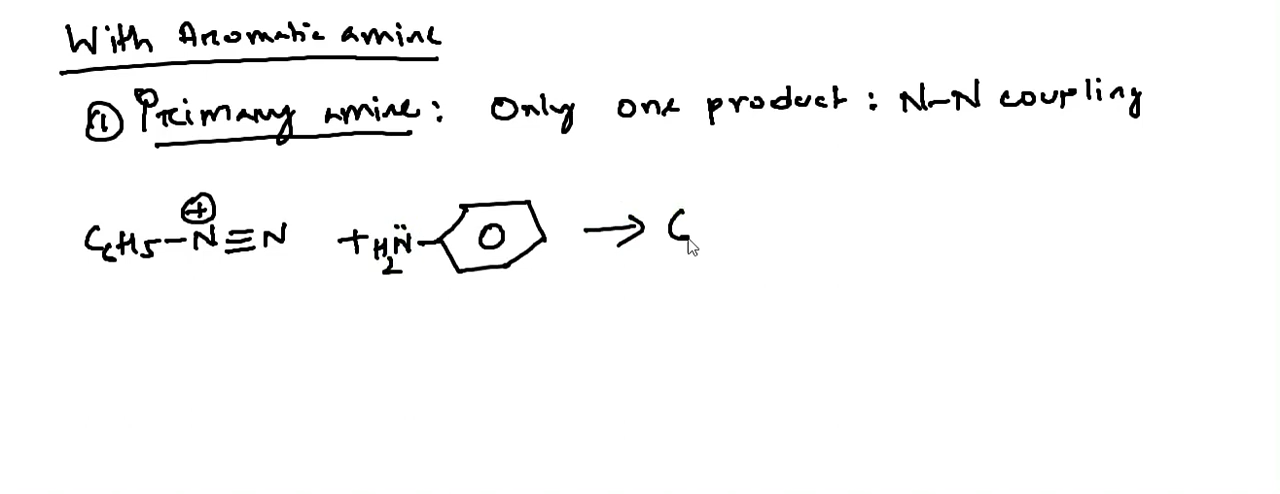 With Aromatic amine
① Primary amine: Only one product: N-N coupling
C6H5-N⊕≡N + H2N̈- → C